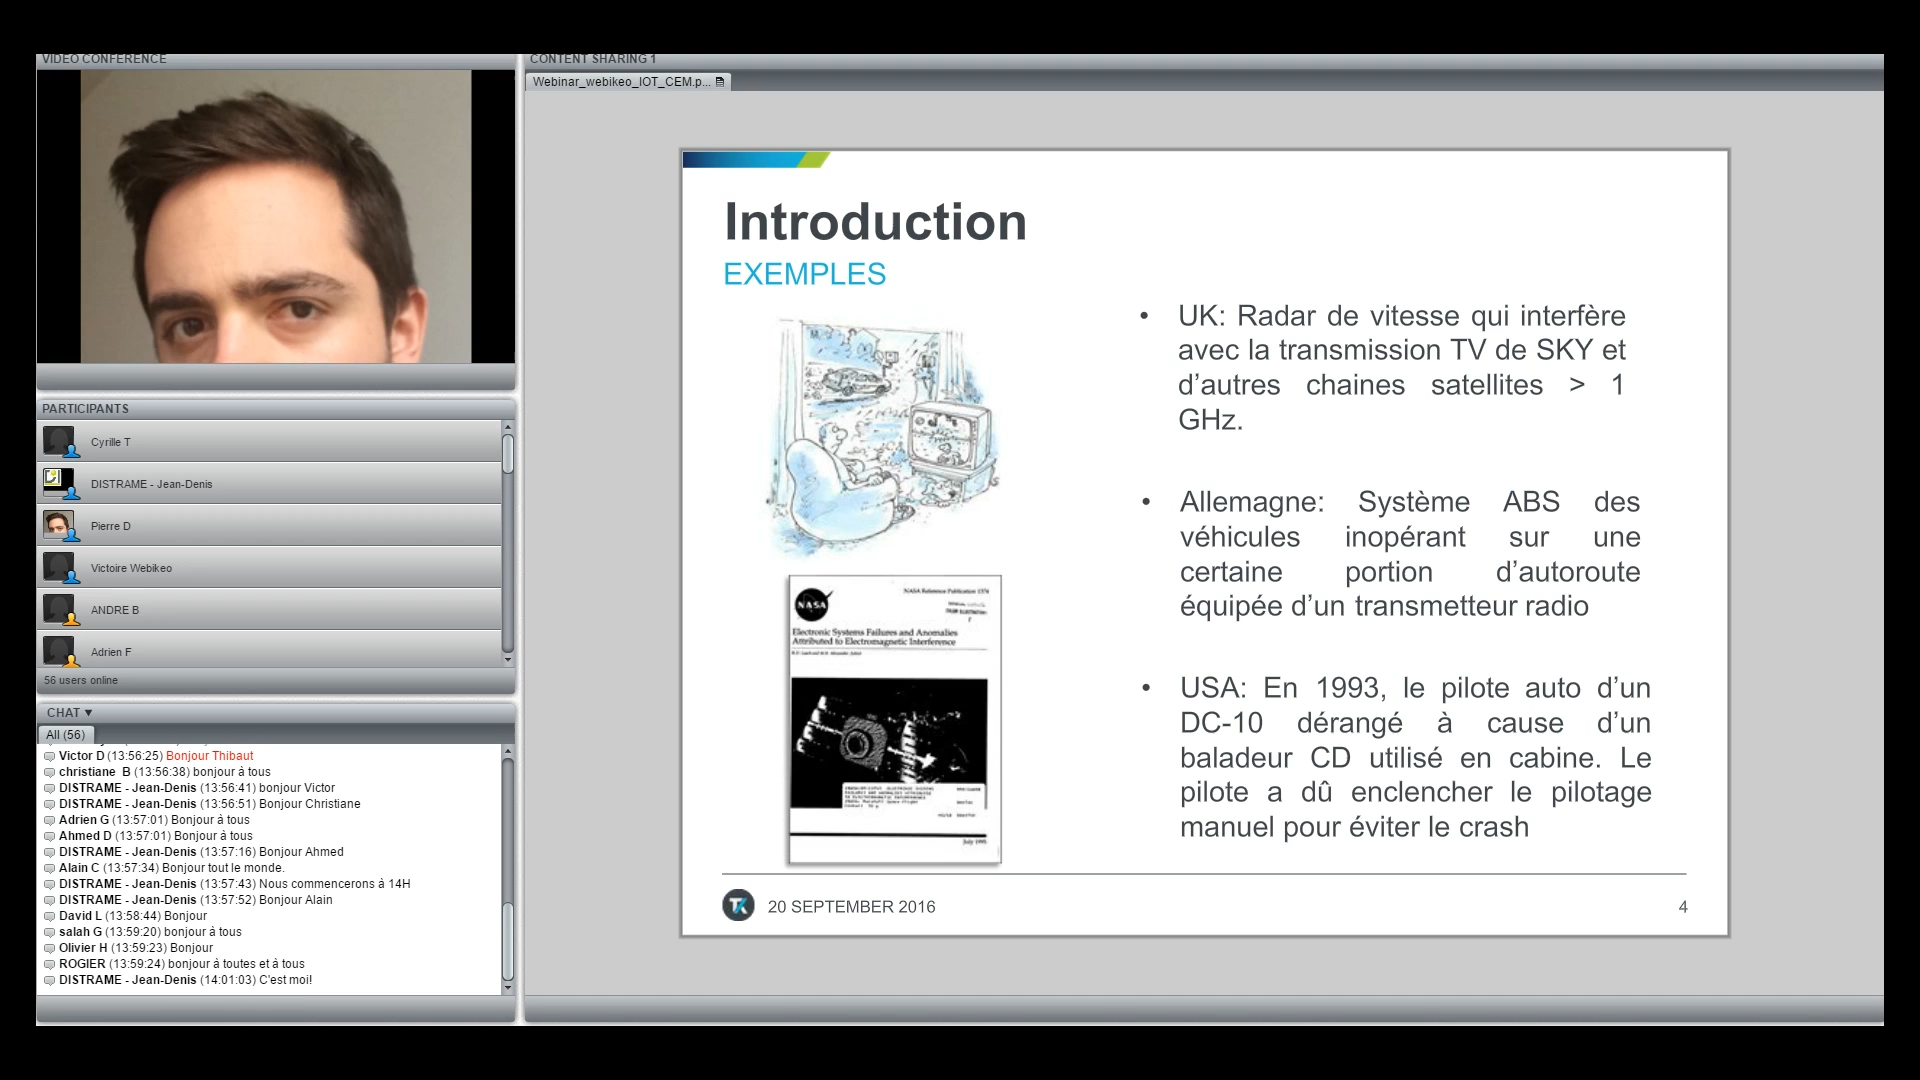 VIDEO CONFERENCE
PARTICIPANTS
Cyrille T
DISTRAME - Jean-Denis
Pierre D
Victoire Webikeo
ANDRE B
Adrien F
56 users online
CHAT ▼
All (56)
Victor D (13:56:25) Bonjour Thibaut
christiane B (13:56:38) bonjour à tous
DISTRAME - Jean-Denis (13:56:41) bonjour Victor
DISTRAME - Jean-Denis (13:56:51) Bonjour Christiane
Adrien G (13:57:01) Bonjour à tous
Ahmed D (13:57:01) Bonjour à tous
DISTRAME - Jean-Denis (13:57:16) Bonjour Ahmed
Alain C (13:57:34) Bonjour tout le monde.
DISTRAME - Jean-Denis (13:57:43) Nous commencerons à 14H
DISTRAME - Jean-Denis (13:57:52) Bonjour Alain
David L (13:58:44) Bonjour
salah G (13:59:20) bonjour à tous
Olivier H (13:59:23) Bonjour
ROGIER (13:59:24) bonjour à toutes et à tous
DISTRAME - Jean-Denis (14:01:03) C'est moi!
CONTENT SHARING 1
Webinar_webikeo_IOT_CEM.p...
Introduction
EXEMPLES
• UK: Radar de vitesse qui interfère
avec la transmission TV de SKY et
d'autres chaines satellites > 1
GHz.
• Allemagne: Système ABS des
véhicules inopérant sur une
certaine portion d'autoroute
équipée d'un transmetteur radio
• USA: En 1993, le pilote auto d'un
DC-10 dérangé à cause d'un
baladeur CD utilisé en cabine. Le
pilote a dû enclencher le pilotage
manuel pour éviter le crash
NASA
NASA Reference Publication 1374
Electronic Systems Failures and Anomalies
Attributed to Electromagnetic Interference
July 1995
TK
20 SEPTEMBER 2016
4